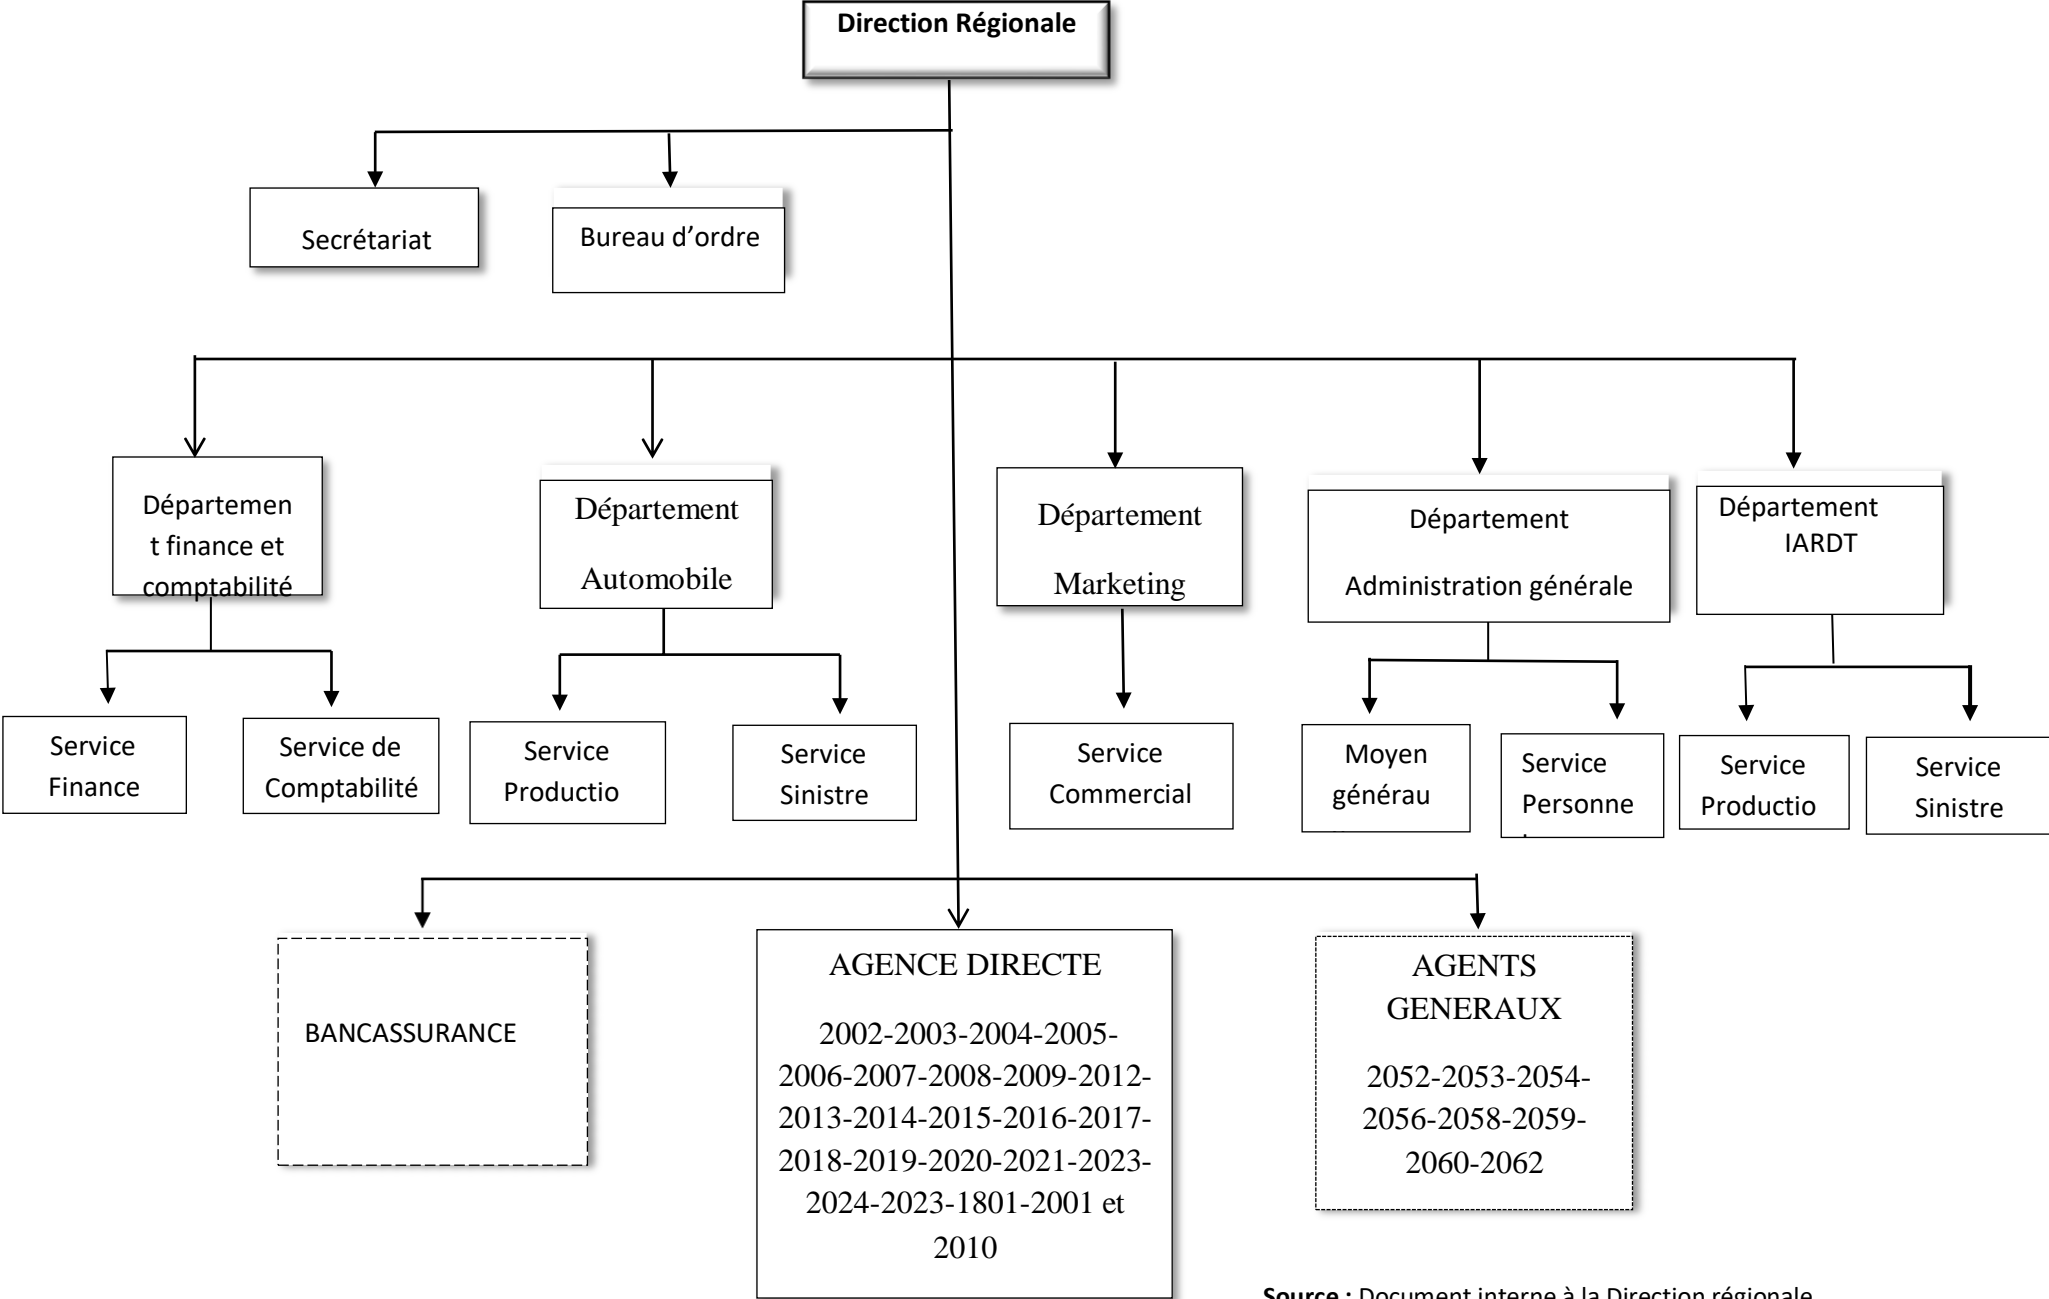 Direction Régionale
Secrétariat
Bureau d’ordre
Départemen
t finance et
comptabilité
Département
Automobile
Département
Marketing
Département
Administration générale
Département
IARDT
Service
Finance
Service de
Comptabilité
Service
Productio
Service
Sinistre
Service
Commercial
Moyen
générau
Service
Personne
Service
Productio
Service
Sinistre
BANCASSURANCE
AGENCE DIRECTE
2002-2003-2004-2005-
2006-2007-2008-2009-2012-
2013-2014-2015-2016-2017-
2018-2019-2020-2021-2023-
2024-2023-1801-2001 et
2010
AGENTS
GENERAUX
2052-2053-2054-
2056-2058-2059-
2060-2062
Source : Document interne à la Direction régionale